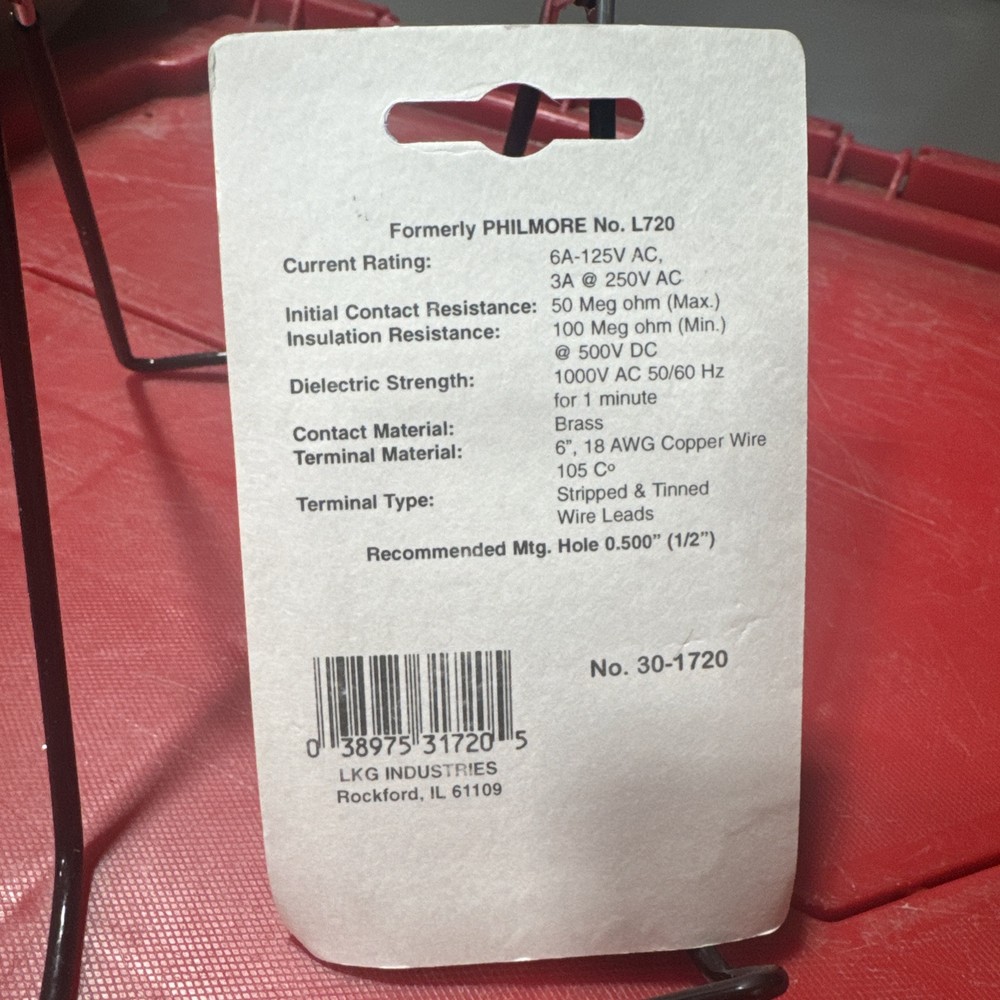 Formerly PHILMORE No. L720
Current Rating: 6A-125V AC,
3A @ 250V AC
Initial Contact Resistance: 50 Meg ohm (Max.)
Insulation Resistance: 100 Meg ohm (Min.)
@ 500V DC
Dielectric Strength: 1000V AC 50/60 Hz
for 1 minute
Contact Material: Brass
Terminal Material: 6”, 18 AWG Copper Wire
105 Cº
Terminal Type: Stripped & Tinned
Wire Leads
Recommended Mtg. Hole 0.500” (1/2”)
No. 30-1720
0 38975 31720 5
LKG INDUSTRIES
Rockford, IL 61109